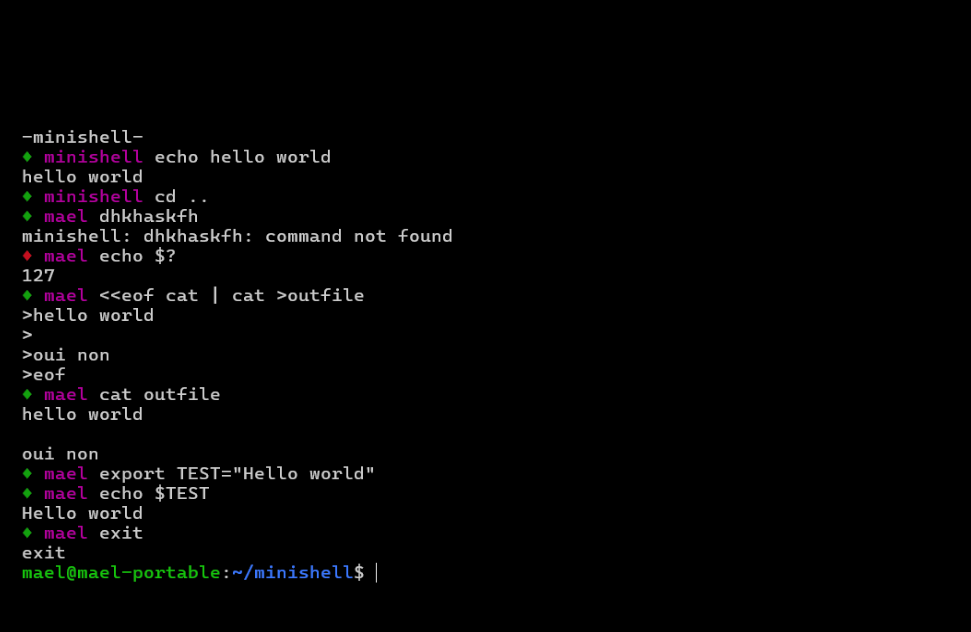 -minishell-
♦ minishell echo hello world
hello world
♦ minishell cd ..
♦ mael dhkhaskfh
minishell: dhkhaskfh: command not found
♦ mael echo $?
127
♦ mael <<eof cat | cat >outfile
>hello world
>
>oui non
>eof
♦ mael cat outfile
hello world

oui non
♦ mael export TEST="Hello world"
♦ mael echo $TEST
Hello world
♦ mael exit
exit
mael@mael-portable:~/minishell$